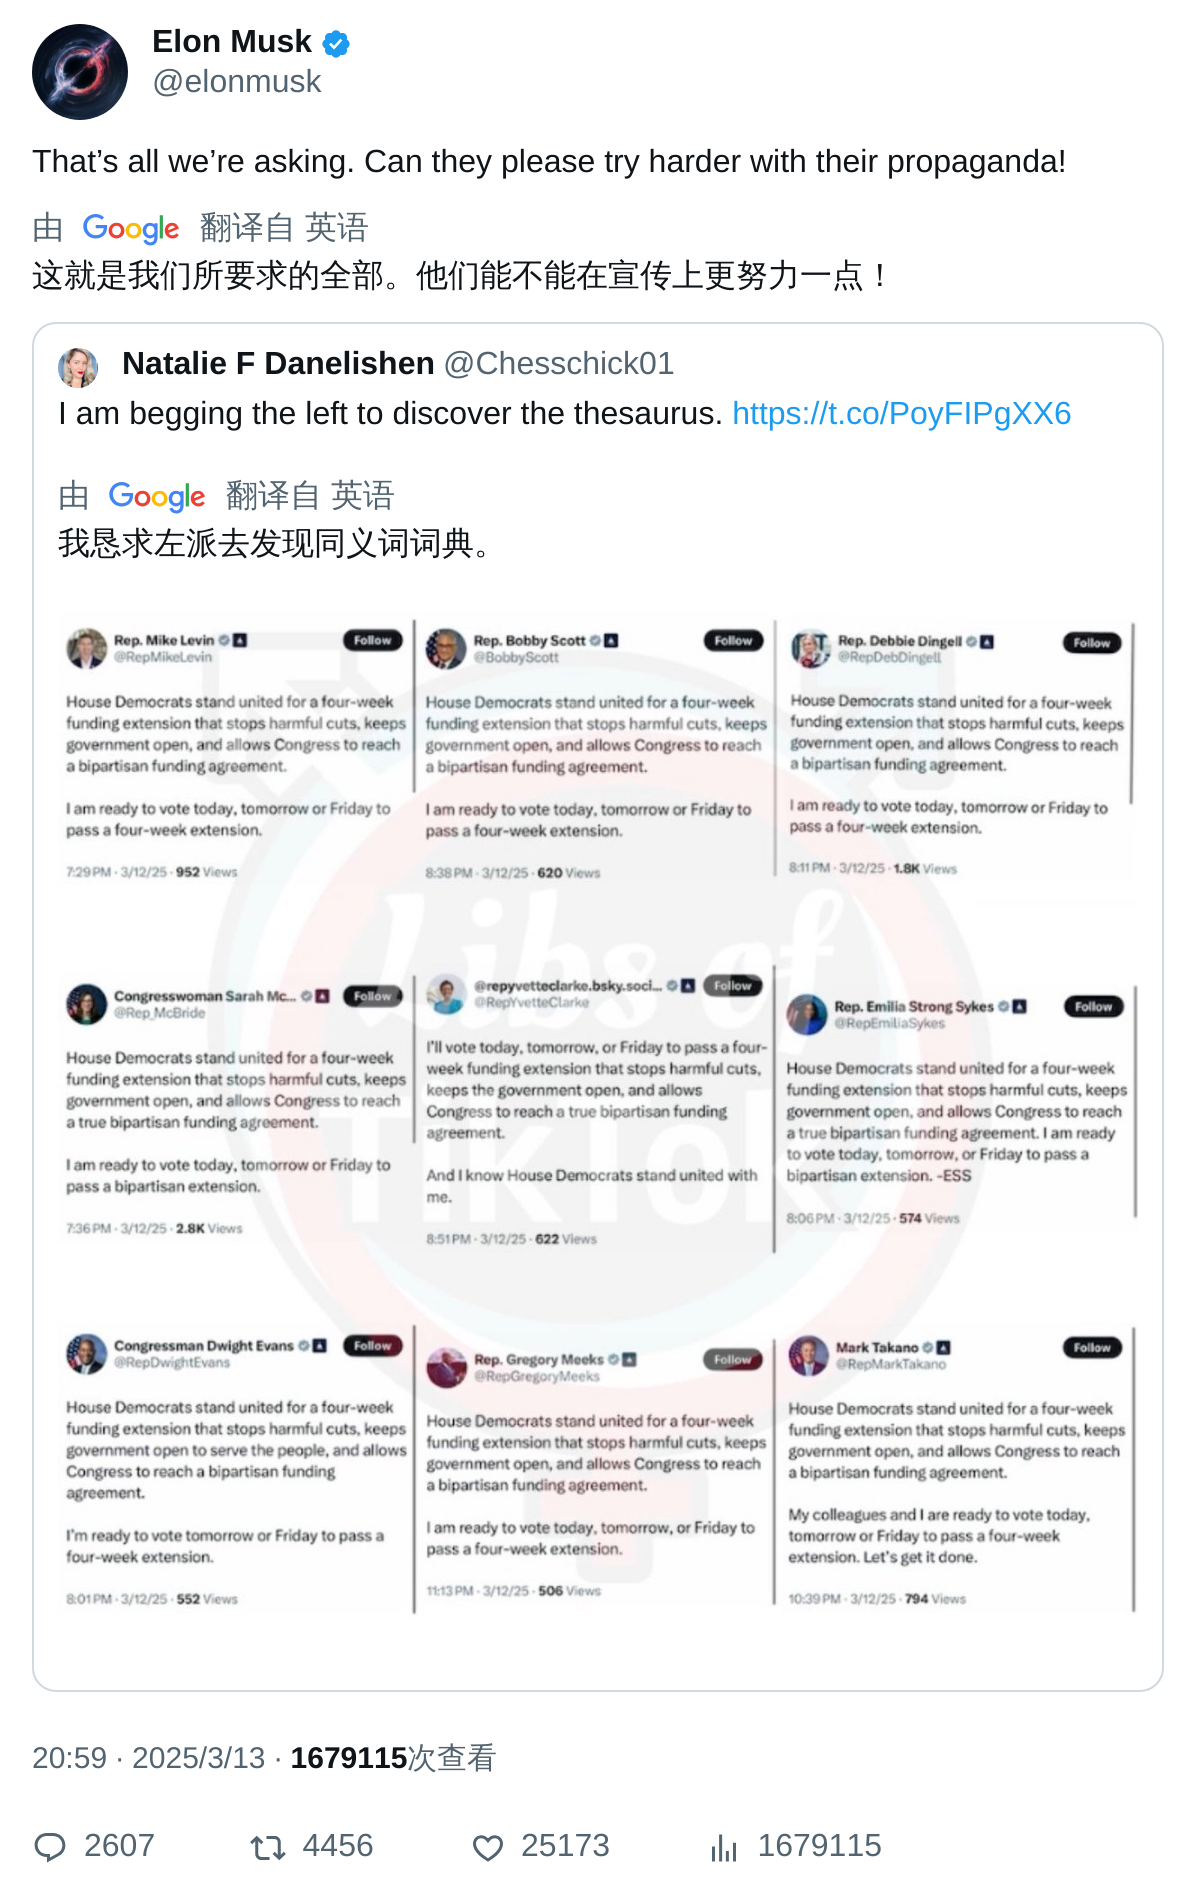 Elon Musk
@elonmusk
That’s all we’re asking. Can they please try harder with their propaganda!
由 Google 翻译自 英语
这就是我们所要求的全部。他们能不能在宣传上更努力一点！
Natalie F Danelishen @Chesschick01
I am begging the left to discover the thesaurus. https://t.co/PoyFIPgXX6
由 Google 翻译自 英语
我恳求左派去发现同义词词典。
Rep. Mike Levin
Follow
@RepMikeLevin
House Democrats stand united for a four-week
funding extension that stops harmful cuts, keeps
government open, and allows Congress to reach
a bipartisan funding agreement.
I am ready to vote today, tomorrow or Friday to
pass a four-week extension.
7:29 PM · 3/12/25 · 952 Views
Rep. Bobby Scott
Follow
@BobbyScott
House Democrats stand united for a four-week
funding extension that stops harmful cuts, keeps
government open, and allows Congress to reach
a bipartisan funding agreement.
I am ready to vote today, tomorrow or Friday to
pass a four-week extension.
8:38 PM · 3/12/25 · 620 Views
Rep. Debbie Dingell
Follow
@RepDebDingell
House Democrats stand united for a four-week
funding extension that stops harmful cuts, keeps
government open, and allows Congress to reach
a bipartisan funding agreement.
I am ready to vote today, tomorrow or Friday to
pass a four-week extension.
8:11 PM · 3/12/25 · 1.8K Views
Libs of
TikTok
Congresswoman Sarah Mc...
Follow
@Rep_McBride
House Democrats stand united for a four-week
funding extension that stops harmful cuts, keeps
government open, and allows Congress to reach
a true bipartisan funding agreement.
I am ready to vote today, tomorrow or Friday to
pass a bipartisan extension.
7:36 PM · 3/12/25 · 2.8K Views
@repyvetteclarke.bsky.soci...
Follow
@RepYvetteClarke
I’ll vote today, tomorrow, or Friday to pass a four-
week funding extension that stops harmful cuts,
keeps the government open, and allows
Congress to reach a true bipartisan funding
agreement.
And I know House Democrats stand united with
me.
8:51 PM · 3/12/25 · 622 Views
Rep. Emilia Strong Sykes
Follow
@RepEmiliaSykes
House Democrats stand united for a four-week
funding extension that stops harmful cuts, keeps
government open, and allows Congress to reach
a true bipartisan funding agreement. I am ready
to vote today, tomorrow, or Friday to pass a
bipartisan extension. -ESS
8:06 PM · 3/12/25 · 574 Views
Congressman Dwight Evans
Follow
@RepDwightEvans
House Democrats stand united for a four-week
funding extension that stops harmful cuts, keeps
government open to serve the people, and allows
Congress to reach a bipartisan funding
agreement.
I’m ready to vote tomorrow or Friday to pass a
four-week extension.
8:01 PM · 3/12/25 · 552 Views
Rep. Gregory Meeks
Follow
@RepGregoryMeeks
House Democrats stand united for a four-week
funding extension that stops harmful cuts, keeps
government open, and allows Congress to reach
a bipartisan funding agreement.
I am ready to vote today, tomorrow, or Friday to
pass a four-week extension.
11:13 PM · 3/12/25 · 506 Views
Mark Takano
Follow
@RepMarkTakano
House Democrats stand united for a four-week
funding extension that stops harmful cuts, keeps
government open, and allows Congress to reach
a bipartisan funding agreement.
My colleagues and I are ready to vote today,
tomorrow or Friday to pass a four-week
extension. Let’s get it done.
10:39 PM · 3/12/25 · 794 Views
20:59 · 2025/3/13 · 1679115次查看
2607 4456 25173 1679115